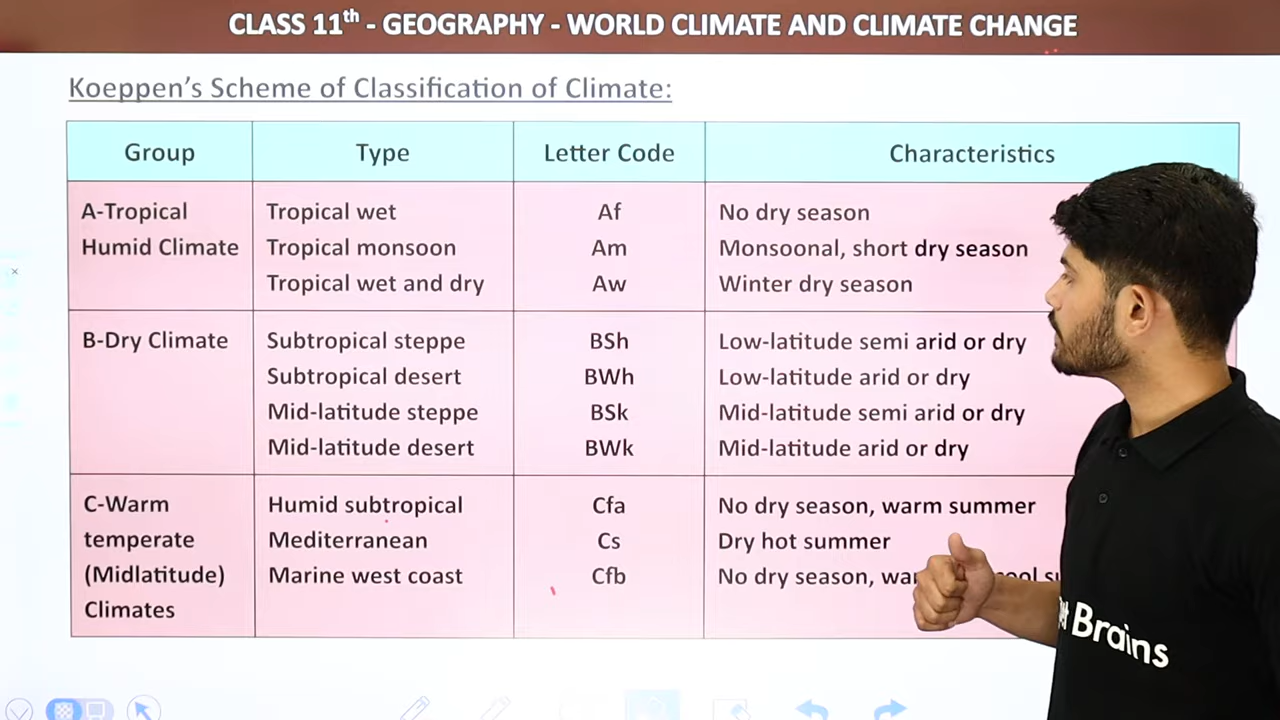 CLASS 11th - GEOGRAPHY - WORLD CLIMATE AND CLIMATE CHANGE
Koeppen's Scheme of Classification of Climate:
Group Type Letter Code Characteristics
A-Tropical Tropical wet Af No dry season
Humid Climate Tropical monsoon Am Monsoonal, short dry season
Tropical wet and dry Aw Winter dry season
B-Dry Climate Subtropical steppe BSh Low-latitude semi arid or dry
Subtropical desert BWh Low-latitude arid or dry
Mid-latitude steppe BSk Mid-latitude semi arid or dry
Mid-latitude desert BWk Mid-latitude arid or dry
C-Warm Humid subtropical Cfa No dry season, warm summer
temperate Mediterranean Cs Dry hot summer
(Midlatitude) Marine west coast Cfb No dry season,
Climates
Brains